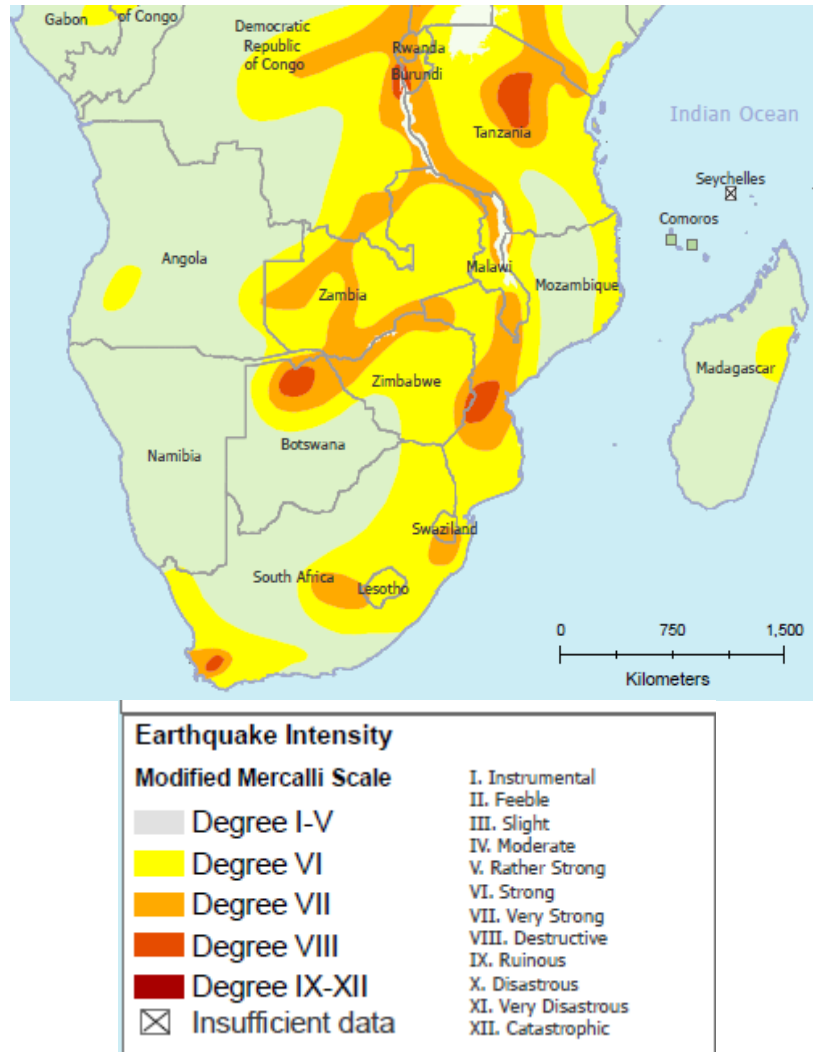 Gabon
of Congo
Democratic
Republic
of Congo
Rwanda
Burundi
Tanzania
Indian Ocean
Seychelles
Comoros
Angola
Zambia
Malawi
Mozambique
Madagascar
Zimbabwe
Namibia
Botswana
Swaziland
South Africa
Lesotho
0 750 1,500
Kilometers
Earthquake Intensity
Modified Mercalli Scale
Degree I-V
Degree VI
Degree VII
Degree VIII
Degree IX-XII
Insufficient data
I. Instrumental
II. Feeble
III. Slight
IV. Moderate
V. Rather Strong
VI. Strong
VII. Very Strong
VIII. Destructive
IX. Ruinous
X. Disastrous
XI. Very Disastrous
XII. Catastrophic